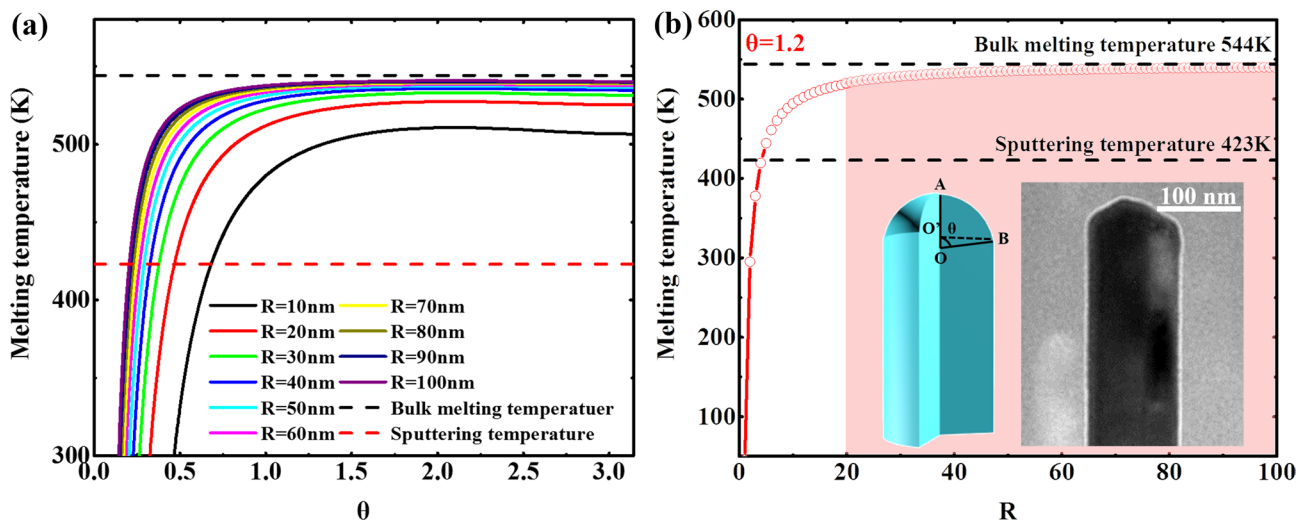 (a)
Melting temperature (K)
500
400
300
0.0 0.5 1.0 1.5 2.0 2.5 3.0
θ
R=10nm R=70nm
R=20nm R=80nm
R=30nm R=90nm
R=40nm R=100nm
R=50nm Bulk melting temperatuer
R=60nm Sputtering temperature
(b)
Melting temperature (K)
600
500
400
300
200
100
0 20 40 60 80 100
R
θ=1.2
Bulk melting temperature 544K
Sputtering temperature 423K
A
O' θ
B
O
100 nm